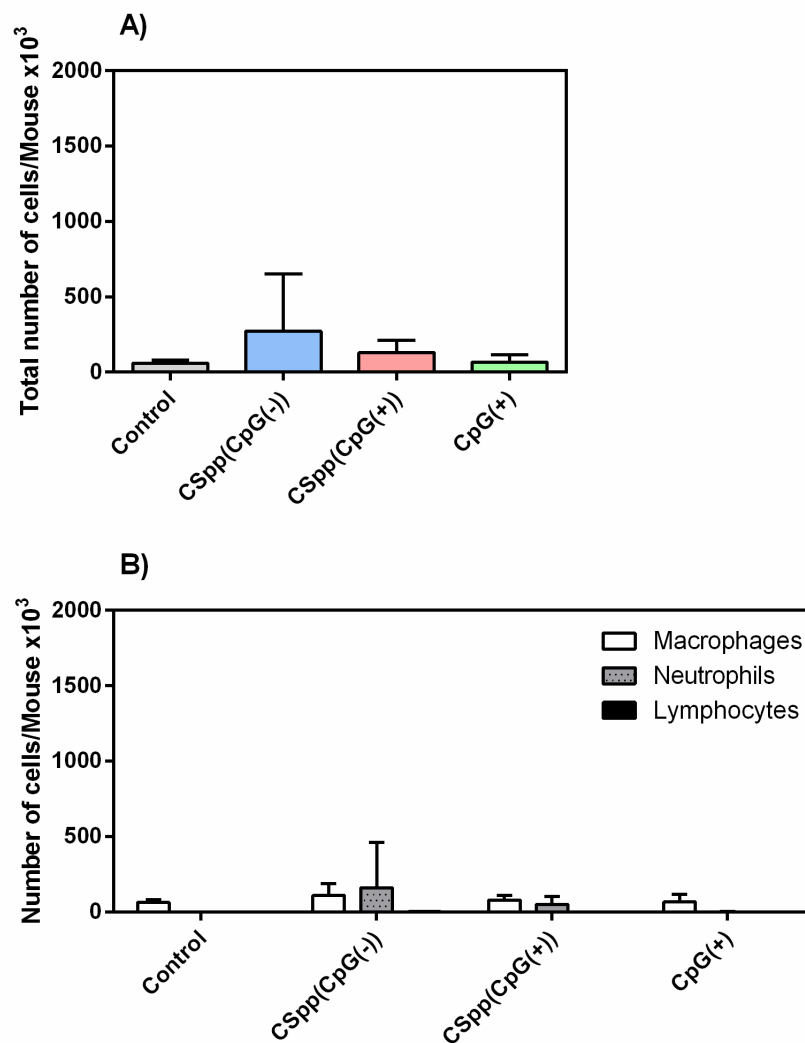 A)
Total number of cells/Mouse x10³
2000
1500
1000
500
0
Control
CSpp(CpG(-))
CSpp(CpG(+))
CpG(+)
B)
Number of cells/Mouse x10³
2000
1500
1000
500
0
Macrophages
Neutrophils
Lymphocytes
Control
CSpp(CpG(-))
CSpp(CpG(+))
CpG(+)